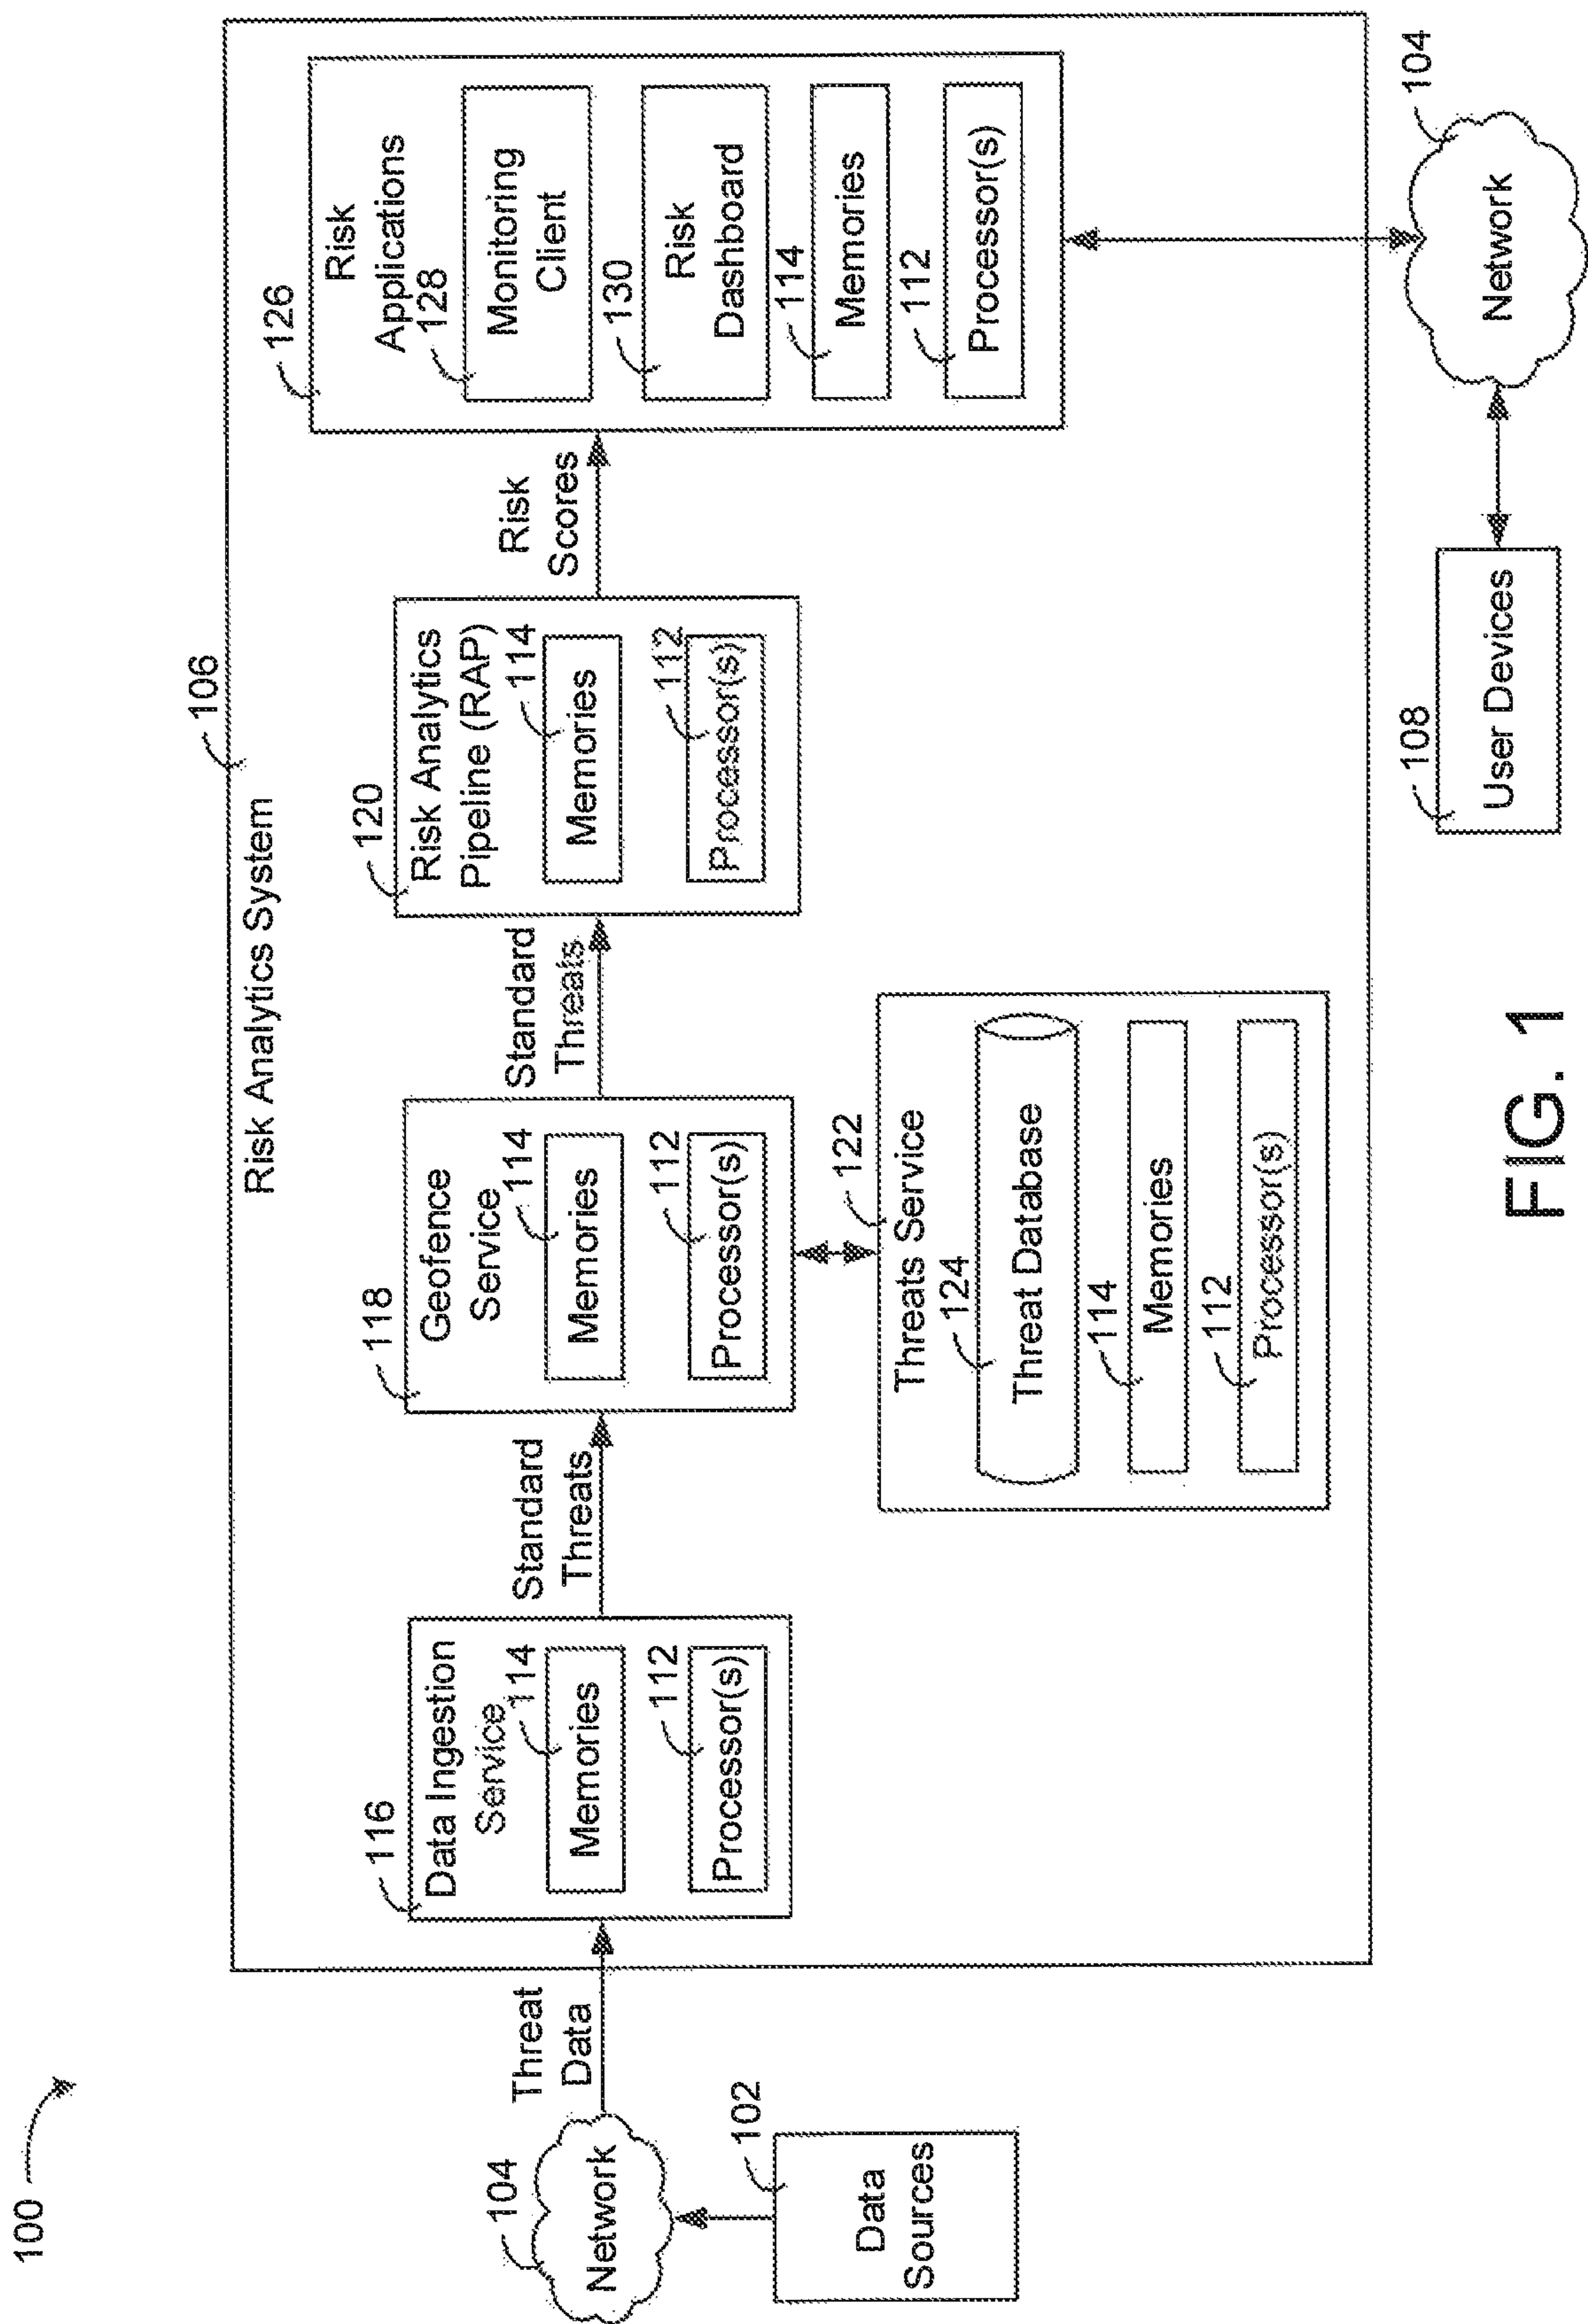 100
106
Risk Analytics System
126
Risk
Applications
128
Monitoring
Client
130
Risk
Dashboard
114
Memories
112
Processor(s)
Risk
Scores
120
Risk Analytics
Pipeline (RAP)
114
Memories
112
Processor(s)
Standard
Threats
118
Geofence
Service
114
Memories
112
Processor(s)
Standard
Threats
116
Data Ingestion
Service
114
Memories
112
Processor(s)
Threat
Data
104
Network
102
Data
Sources
122
Threats Service
124
Threat Database
114
Memories
112
Processor(s)
104
Network
108
User Devices
FIG. 1